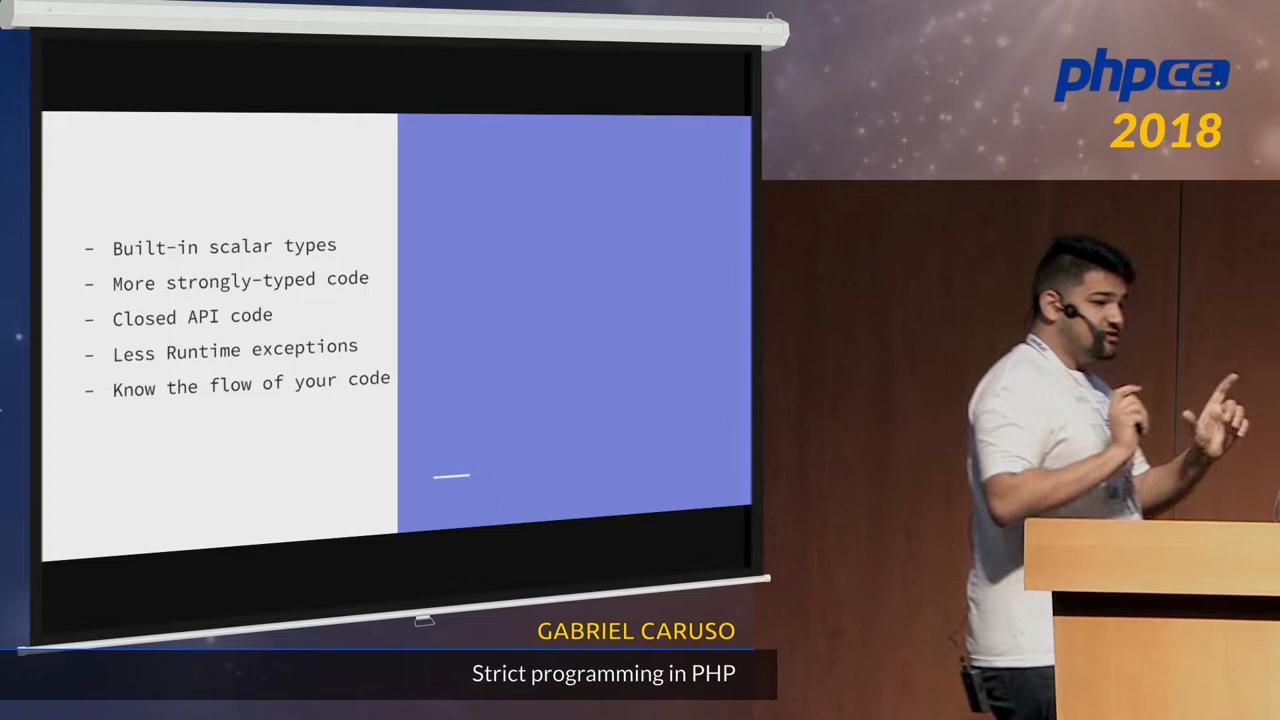 phpCE
2018
- Built-in scalar types
- More strongly-typed code
- Closed API code
- Less Runtime exceptions
- Know the flow of your code
GABRIEL CARUSO
Strict programming in PHP